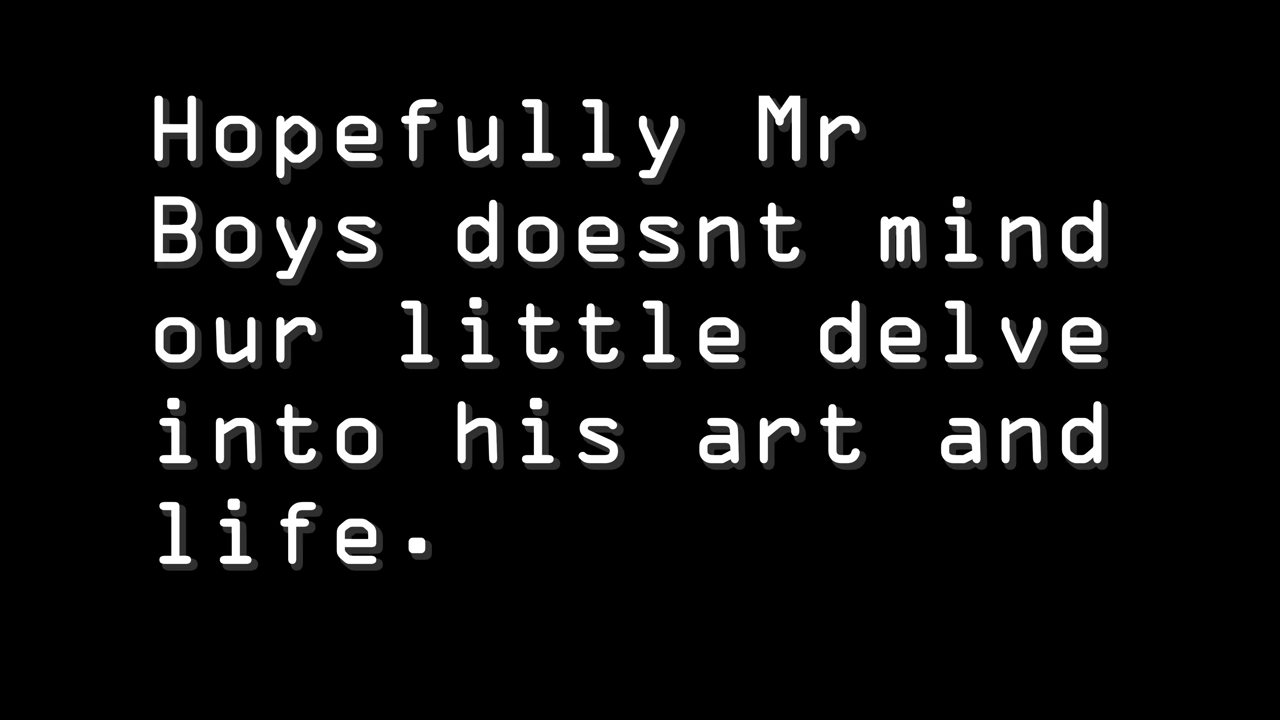 Hopefully Mr
Boys doesnt mind
our little delve
into his art and
life.